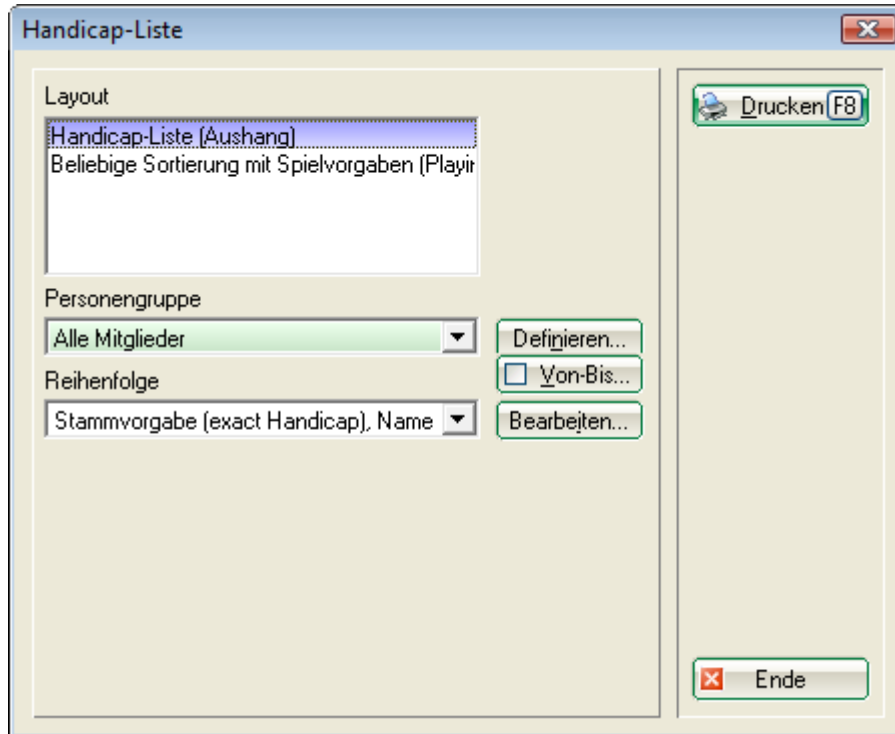 Handicap-Liste
Layout
Handicap-Liste (Aushang)
Beliebige Sortierung mit Spielvorgaben (Playir
Personengruppe
Alle Mitglieder
Definieren...
Von-Bis...
Reihenfolge
Stammvorgabe (exact Handicap), Name
Bearbeiten...
Drucken F8
Ende